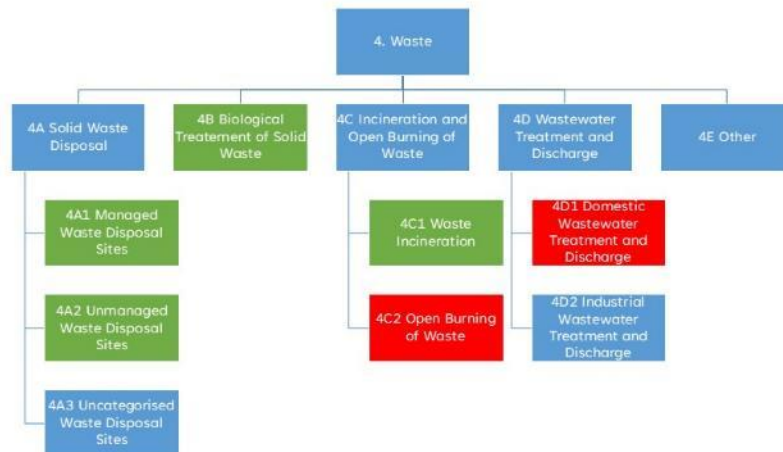 4. Waste
4A Solid Waste
Disposal
4B Biological
Treatement of Solid
Waste
4C Incineration and
Open Burning of
Waste
4D Wastewater
Treatment and
Discharge
4E Other
4A1 Managed
Waste Disposal
Sites
4A2 Unmanaged
Waste Disposal
Sites
4A3 Uncategorised
Waste Disposal
Sites
4C1 Waste
Incineration
4C2 Open Burning
of Waste
4D1 Domestic
Wastewater
Treatment and
Discharge
4D2 Industrial
Wastewater
Treatment and
Discharge